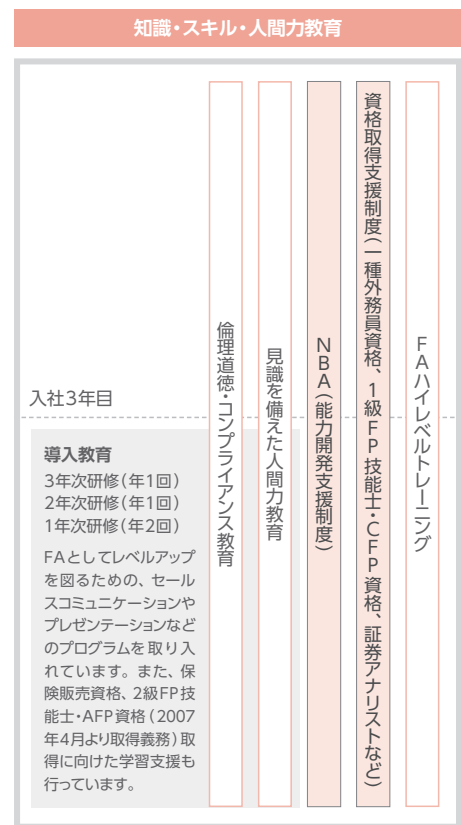 知識・スキル・人間力教育
入社3年目
導入教育
3年次研修（年1回）
2年次研修（年1回）
1年次研修（年2回）
FAとしてレベルアップ
を図るための、セール
スコミュニケーションや
プレゼンテーションなど
のプログラムを取り入
れています。また、保
険販売資格、2級FP技
能士・AFP資格（2007
年4月より取得義務）取
得に向けた学習支援も
行っています。
倫理道徳・コンプライアンス教育
見識を備えた人間力教育
NBA（能力開発支援制度）
資格取得支援制度（一種外務員資格、1級FP技能士・CFP資格、証券アナリストなど）
FAハイレベルトレーニング